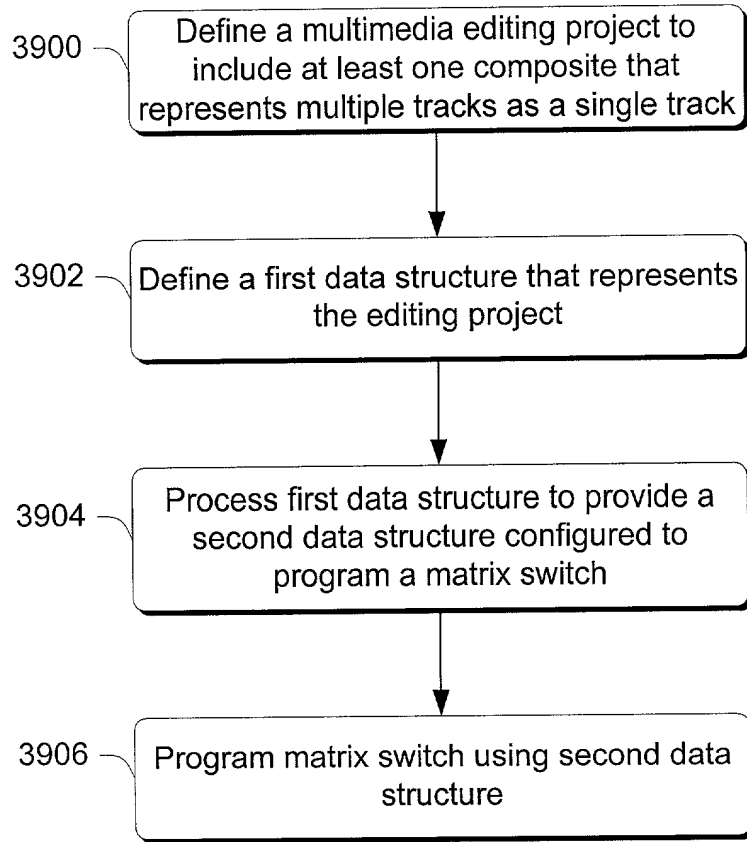 3900
Define a multimedia editing project to
include at least one composite that
represents multiple tracks as a single track
3902
Define a first data structure that represents
the editing project
3904
Process first data structure to provide a
second data structure configured to
program a matrix switch
3906
Program matrix switch using second data
structure